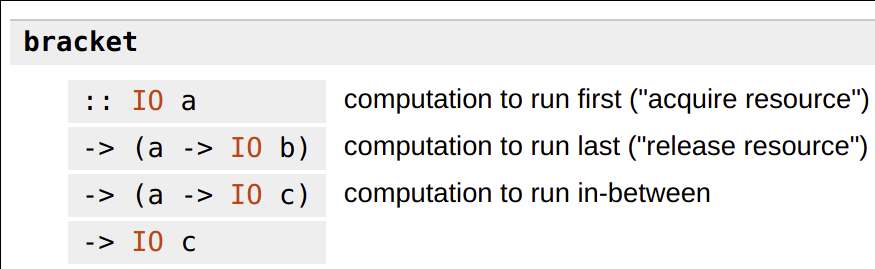 bracket
:: IO a computation to run first ("acquire resource")
-> (a -> IO b) computation to run last ("release resource")
-> (a -> IO c) computation to run in-between
-> IO c